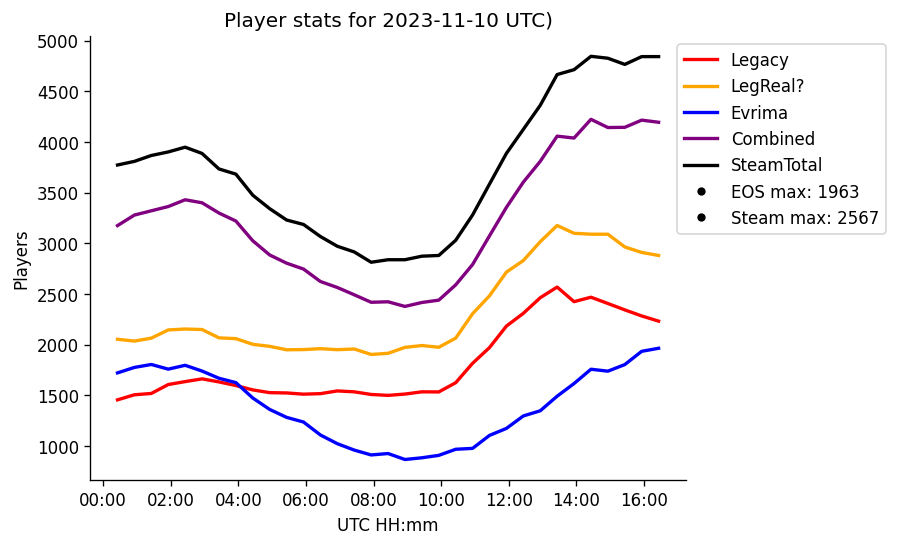 Player stats for 2023-11-10 UTC)
5000
4500
4000
3500
3000
2500
2000
1500
1000
Players
00:00 02:00 04:00 06:00 08:00 10:00 12:00 14:00 16:00
UTC HH:mm
Legacy
LegReal?
Evrima
Combined
SteamTotal
EOS max: 1963
Steam max: 2567